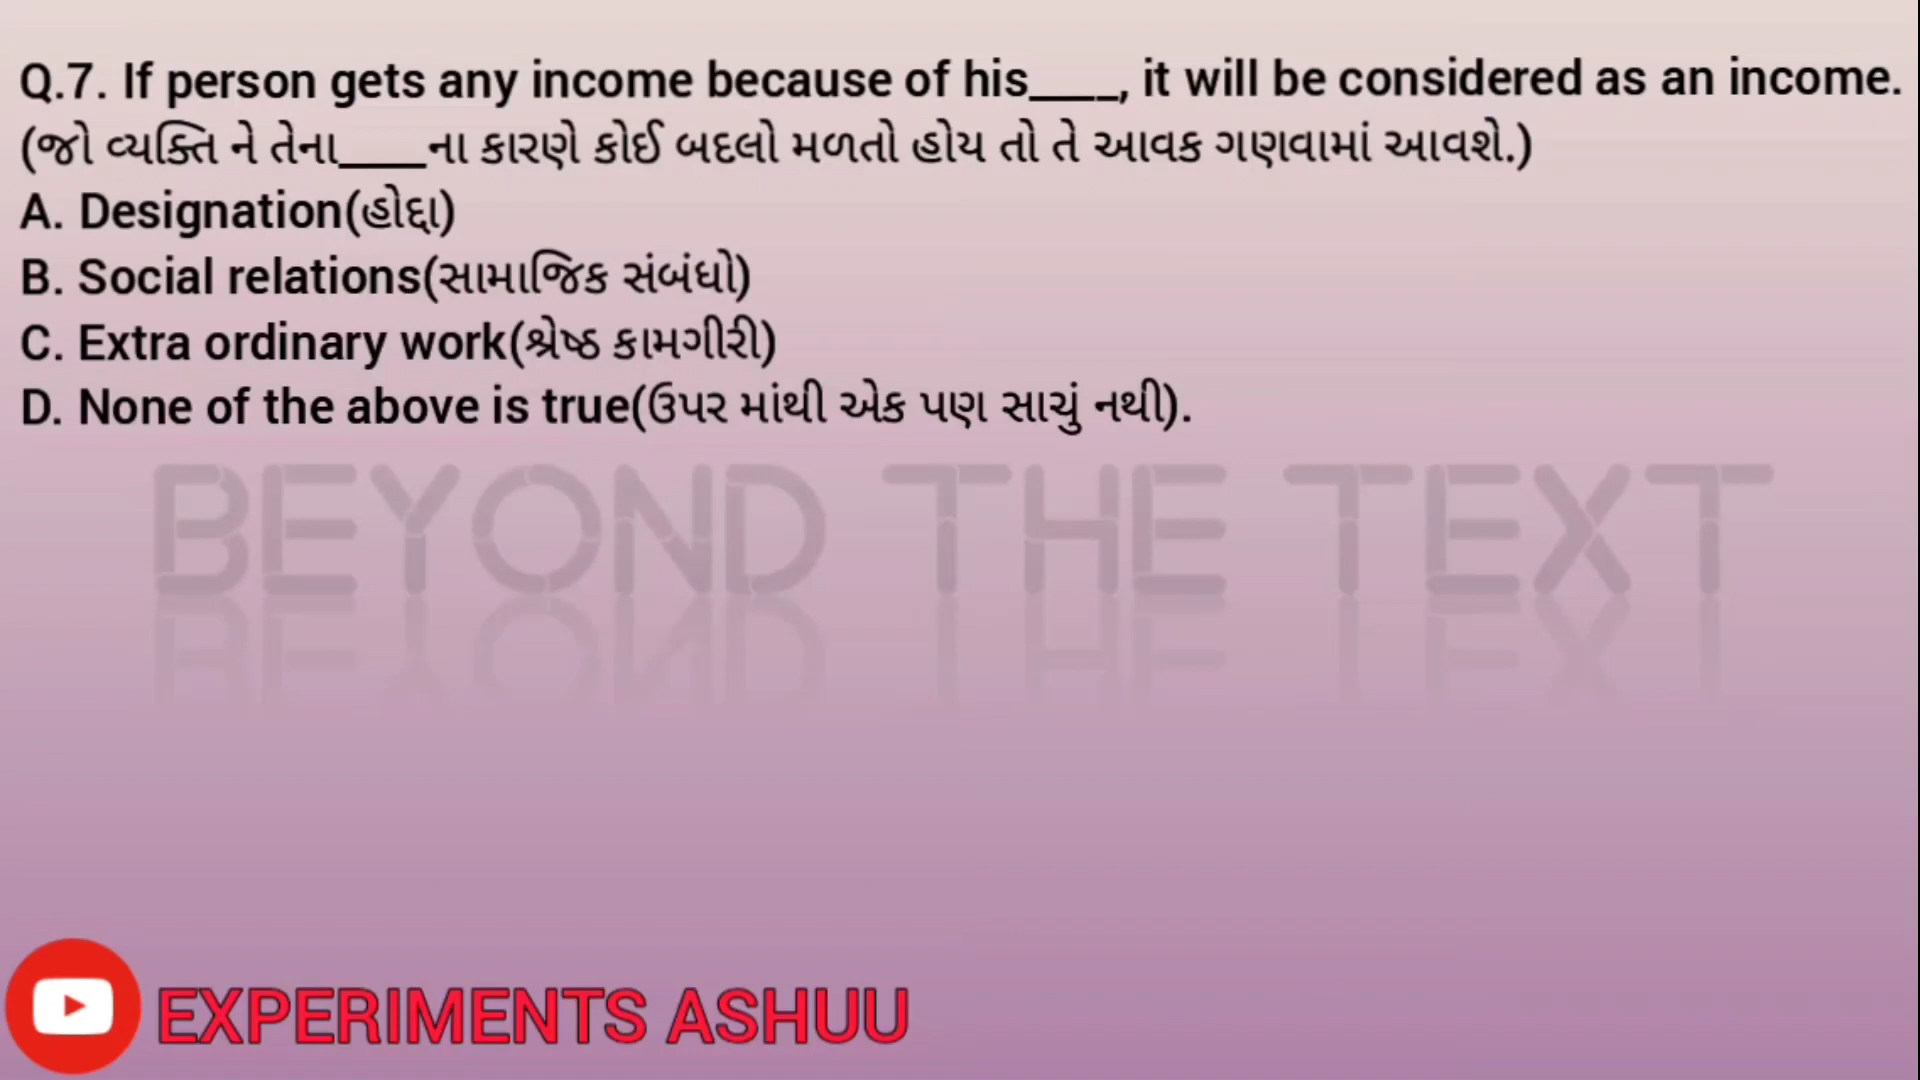 Q.7. If person gets any income because of his____, it will be considered as an income.
(જો વ્યક્તિ ને તેના____ના કારણે કોઈ બદલો મળતો હોય તો તે આવક ગણવામાં આવશે.)
A. Designation(હોદ્દા)
B. Social relations(સામાજિક સંબંધો)
C. Extra ordinary work(શ્રેષ્ઠ કામગીરી)
D. None of the above is true(ઉપર માંથી એક પણ સાચું નથી).
BEYOND THE TEXT
EXPERIMENTS ASHUU